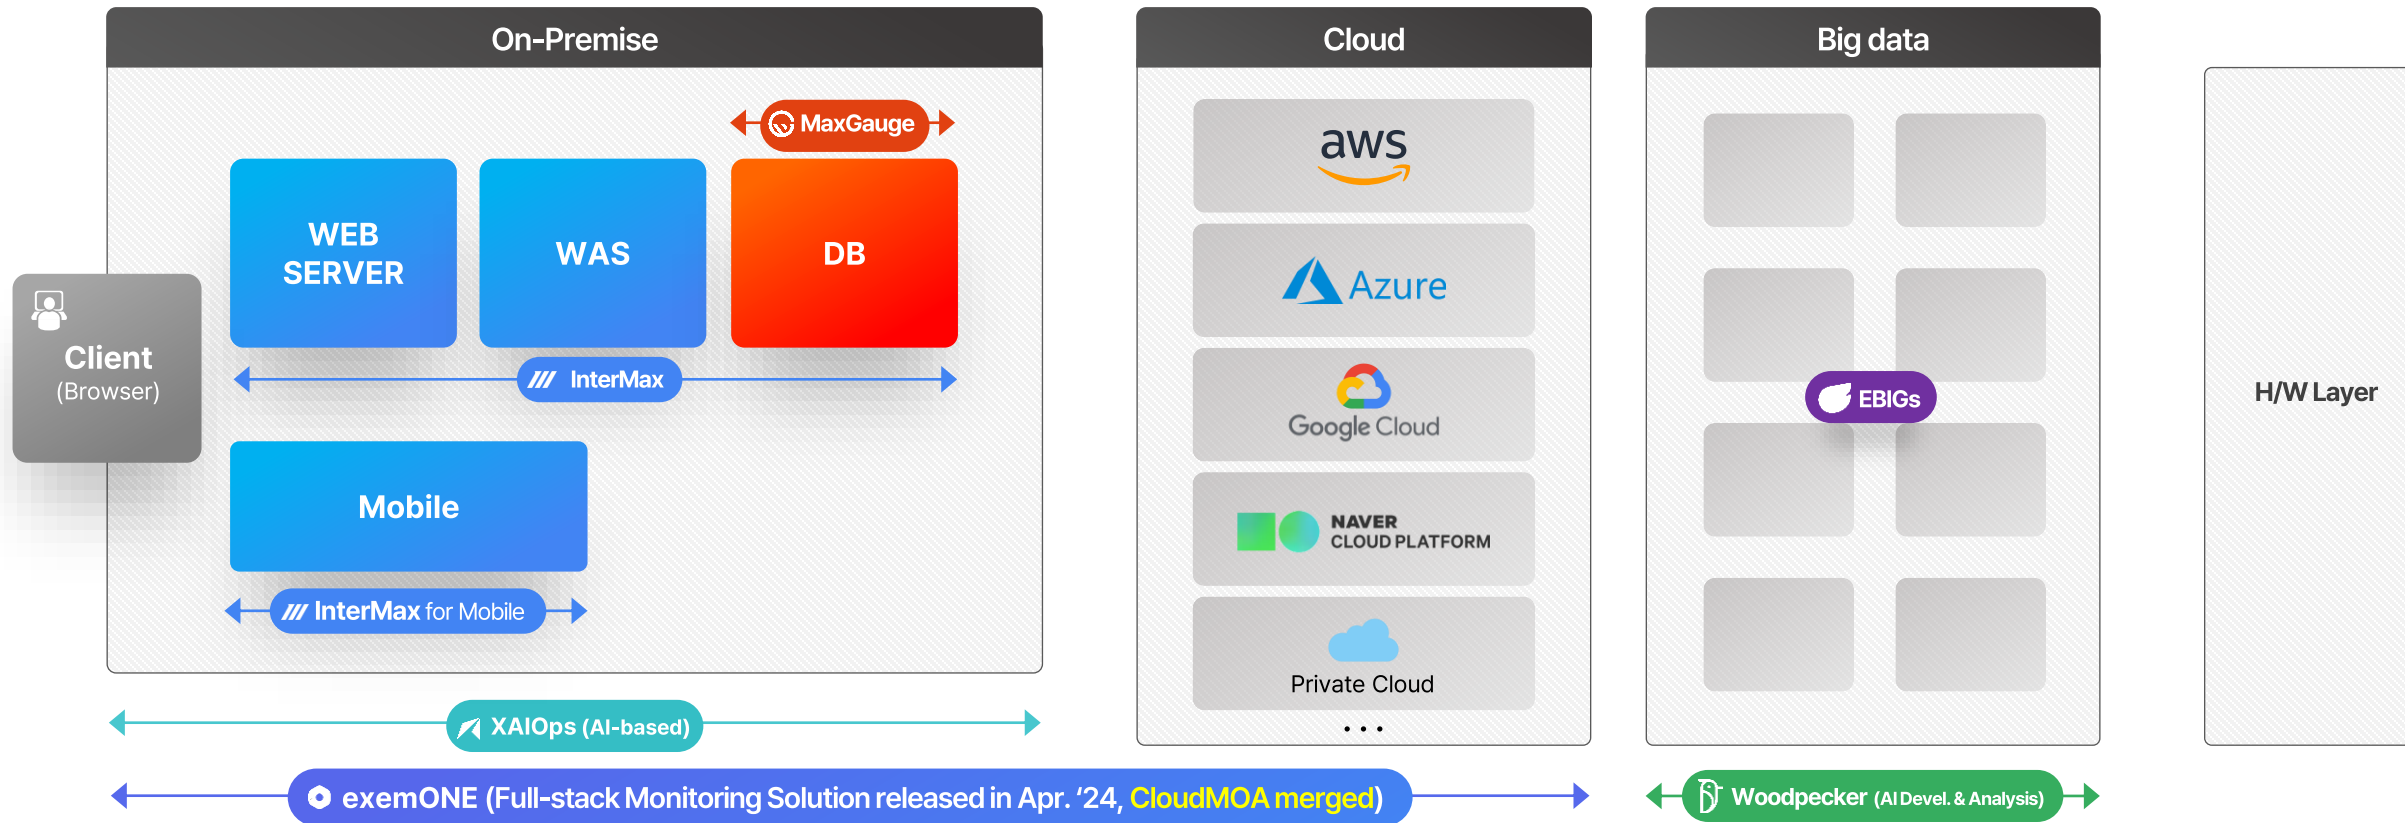 On-Premise
MaxGauge
WEB
SERVER
WAS
DB
Client
(Browser)
InterMax
Mobile
InterMax for Mobile
XAIOps (AI-based)
exemONE (Full-stack Monitoring Solution released in Apr. ‘24, CloudMOA merged)
Cloud
aws
Azure
Google Cloud
NAVER
CLOUD PLATFORM
Private Cloud
...
Big data
EBIGs
Woodpecker (AI Devel. & Analysis)
H/W Layer